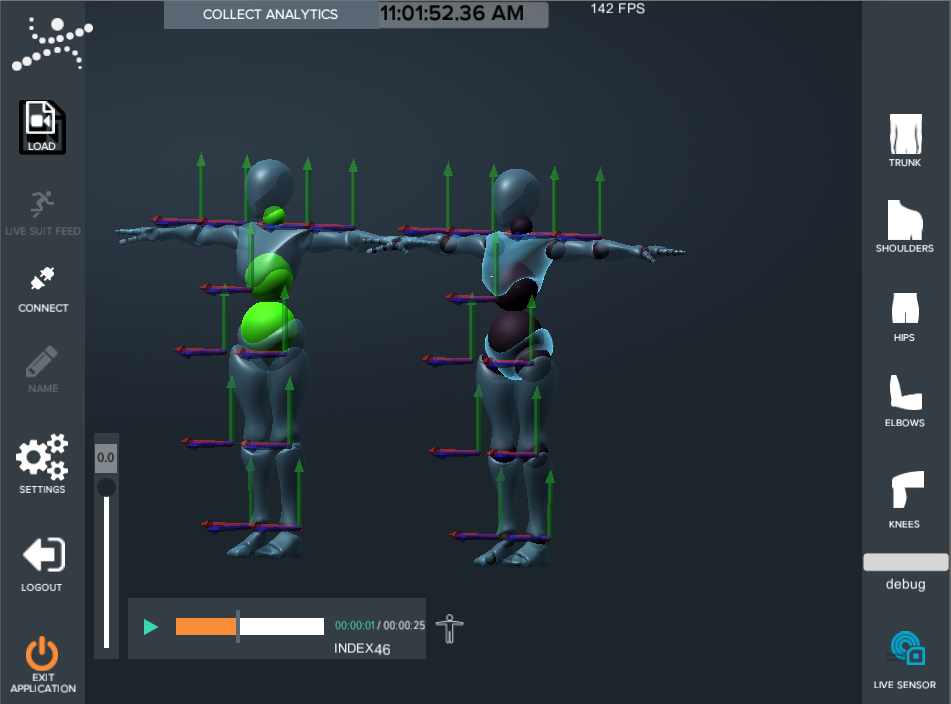 COLLECT ANALYTICS
11:01:52.36 AM
142 FPS
LOAD
LIVE SUIT FEED
CONNECT
NAME
SETTINGS
LOGOUT
EXIT
APPLICATION
0.0
00:00:01 / 00:00:25
INDEX46
TRUNK
SHOULDERS
HIPS
ELBOWS
KNEES
debug
LIVE SENSOR